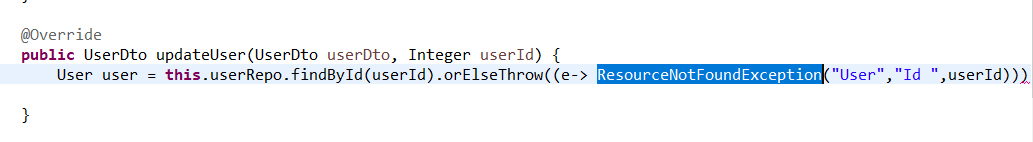 @Override
public UserDto updateUser(UserDto userDto, Integer userId) {
User user = this.userRepo.findById(userId).orElseThrow((e-> ResourceNotFoundException("User","Id ",userId)))
}